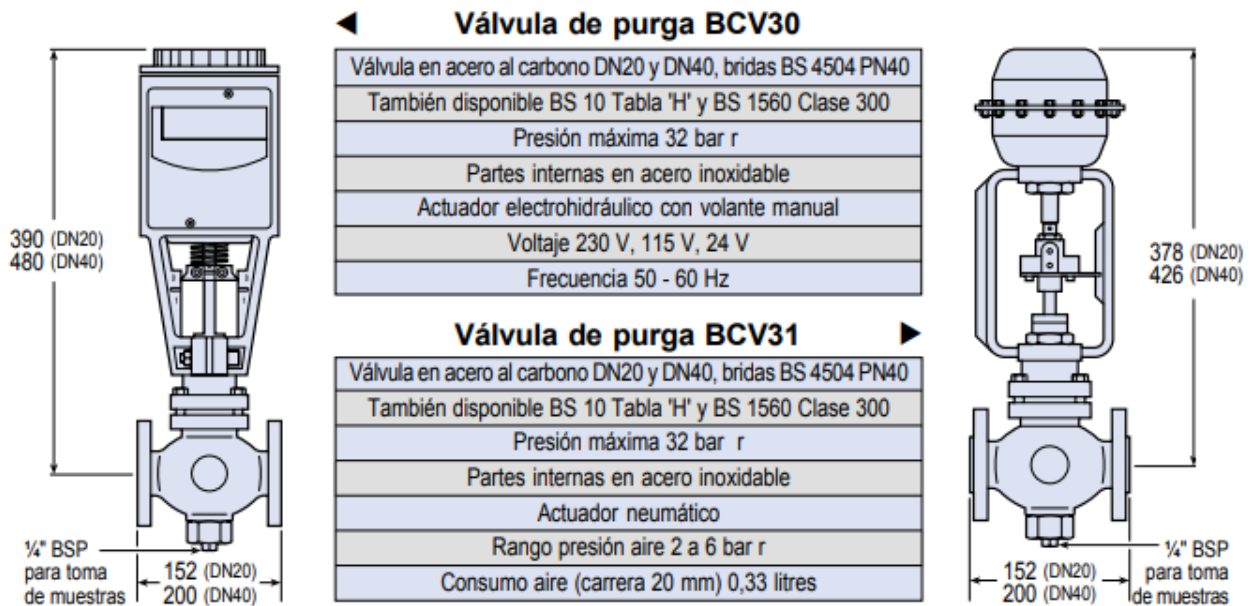 Válvula de purga BCV30
Válvula en acero al carbono DN20 y DN40, bridas BS 4504 PN40
También disponible BS 10 Tabla 'H' y BS 1560 Clase 300
Presión máxima 32 bar r
Partes internas en acero inoxidable
Actuador electrohidráulico con volante manual
Voltaje 230 V, 115 V, 24 V
Frecuencia 50 - 60 Hz
390 (DN20)
480 (DN40)
378 (DN20)
426 (DN40)
Válvula de purga BCV31
Válvula en acero al carbono DN20 y DN40, bridas BS 4504 PN40
También disponible BS 10 Tabla 'H' y BS 1560 Clase 300
Presión máxima 32 bar r
Partes internas en acero inoxidable
Actuador neumático
Rango presión aire 2 a 6 bar r
Consumo aire (carrera 20 mm) 0,33 litres
¼" BSP
para toma
de muestras
152 (DN20)
200 (DN40)
152 (DN20)
200 (DN40)
¼" BSP
para toma
de muestras